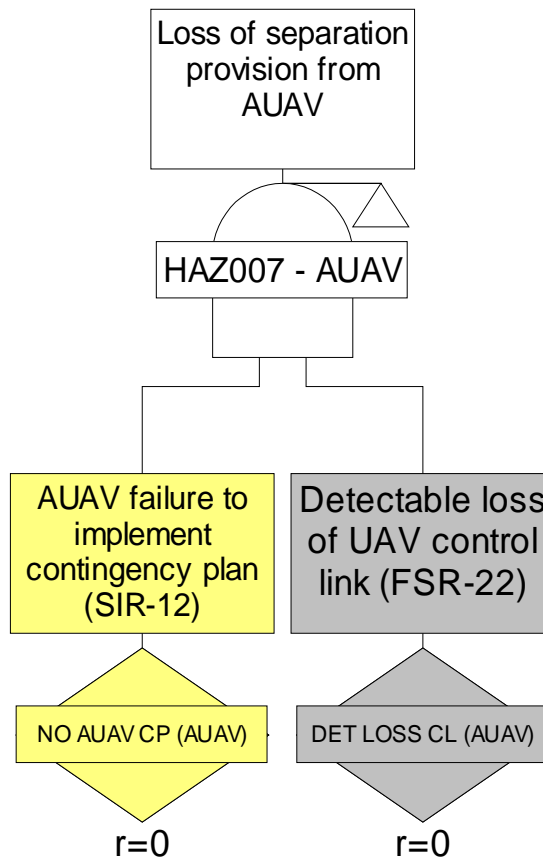 Loss of separation
provision from
AUAV
HAZ007 - AUAV
AUAV failure to
implement
contingency plan
(SIR-12)
Detectable loss
of UAV control
link (FSR-22)
NO AUAV CP (AUAV)
DET LOSS CL (AUAV)
r=0
r=0